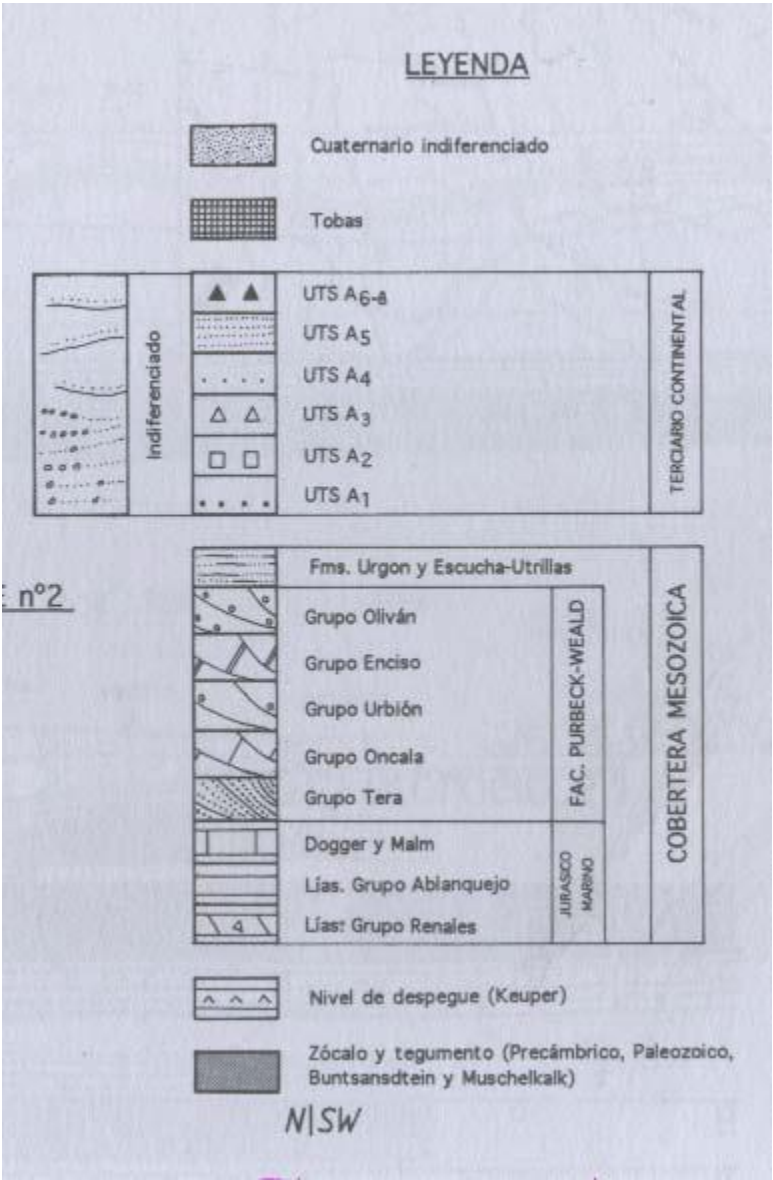 LEYENDA
Cuaternario indiferenciado
Tobas
Indiferenciado
UTS A6-8
UTS A5
UTS A4
UTS A3
UTS A2
UTS A1
TERCIARIO CONTINENTAL
E nº2
Fms. Urgon y Escucha-Utrillas
Grupo Oliván
Grupo Enciso
Grupo Urbión
Grupo Oncala
Grupo Tera
FAC. PURBECK-WEALD
Dogger y Malm
Lías. Grupo Ablanquejo
Lías. Grupo Renales
JURASICO
MARINO
COBERTERA MESOZOICA
Nivel de despegue (Keuper)
Zócalo y tegumento (Precámbrico, Paleozoico,
Buntsansdtein y Muschelkalk)
N|SW